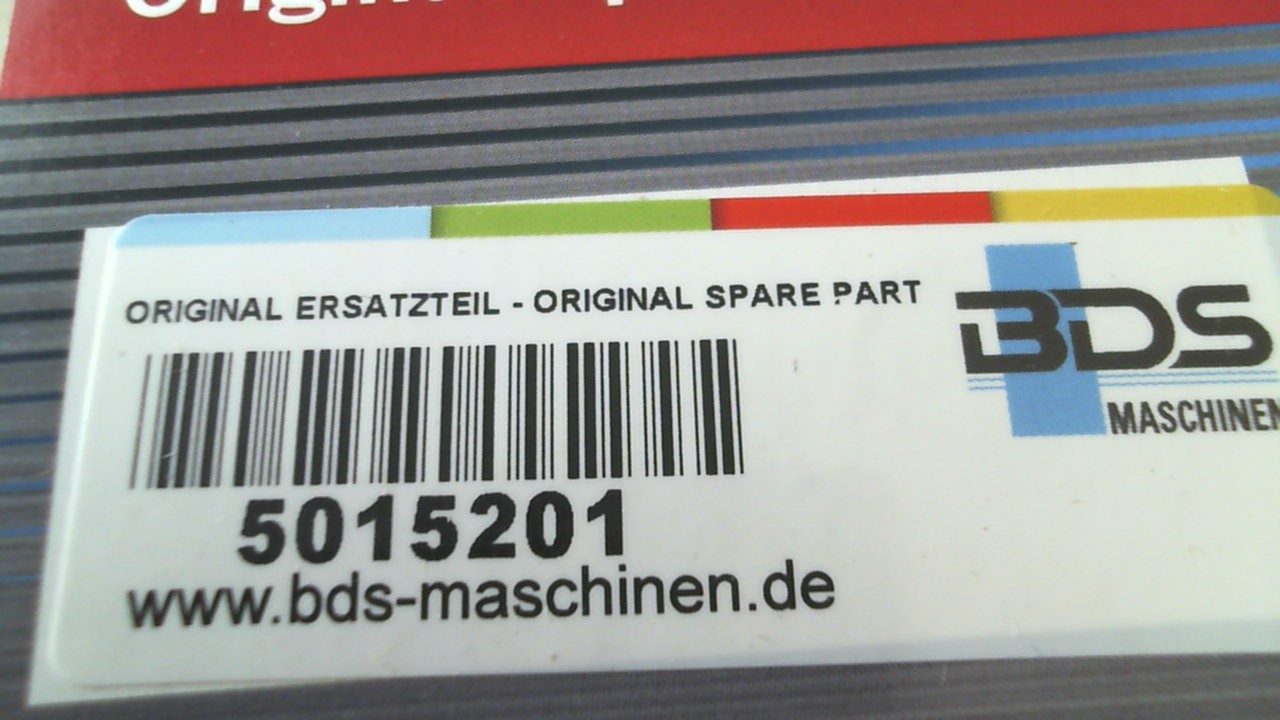 ORIGINAL ERSATZTEIL - ORIGINAL SPARE PART
BDS
MASCHINEN
5015201
www.bds-maschinen.de